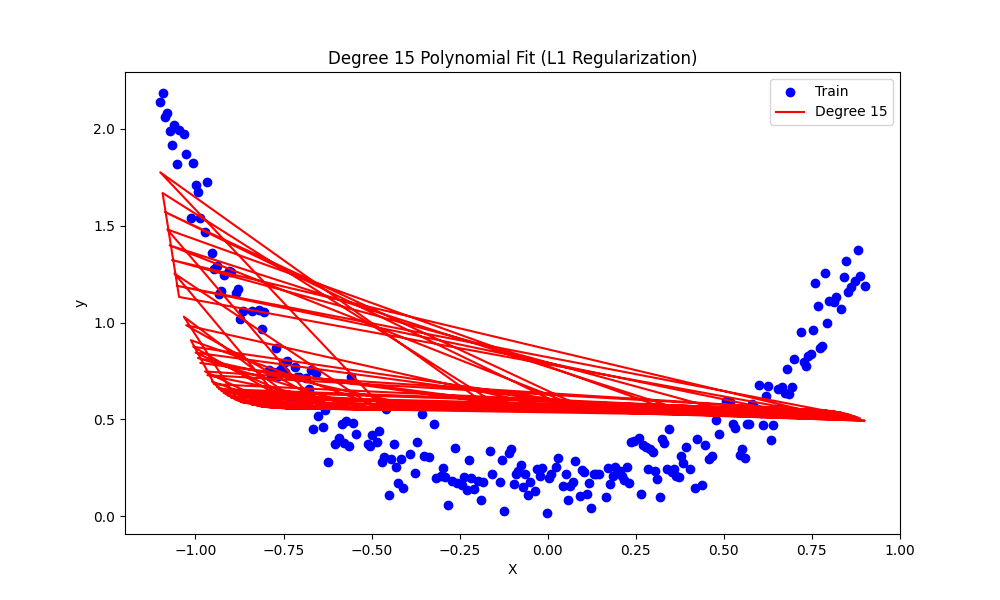 Degree 15 Polynomial Fit (L1 Regularization)
Train
Degree 15
2.0
1.5
1.0
0.5
0.0
y
−1.00 −0.75 −0.50 −0.25 0.00 0.25 0.50 0.75 1.00
X